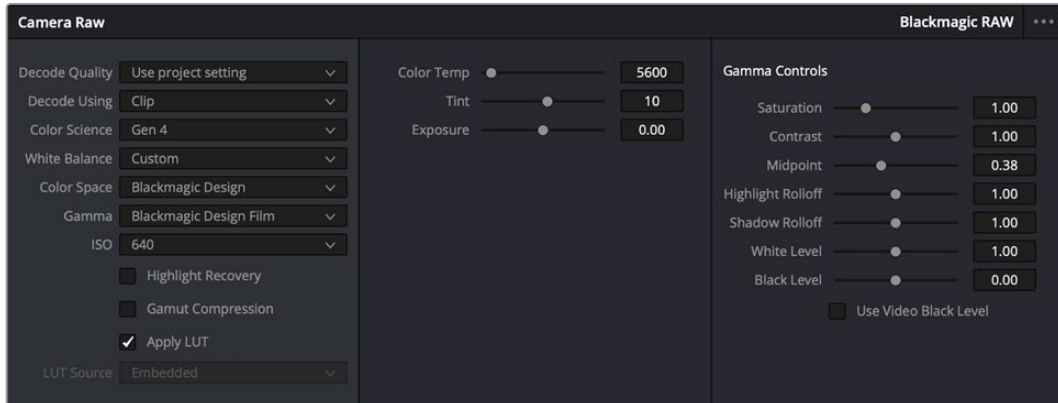 Camera Raw
Blackmagic RAW
Decode Quality Use project setting
Decode Using Clip
Color Science Gen 4
White Balance Custom
Color Space Blackmagic Design
Gamma Blackmagic Design Film
ISO 640
Highlight Recovery
Gamut Compression
Apply LUT
LUT Source Embedded
Color Temp 5600
Tint 10
Exposure 0.00
Gamma Controls
Saturation 1.00
Contrast 1.00
Midpoint 0.38
Highlight Rolloff 1.00
Shadow Rolloff 1.00
White Level 1.00
Black Level 0.00
Use Video Black Level